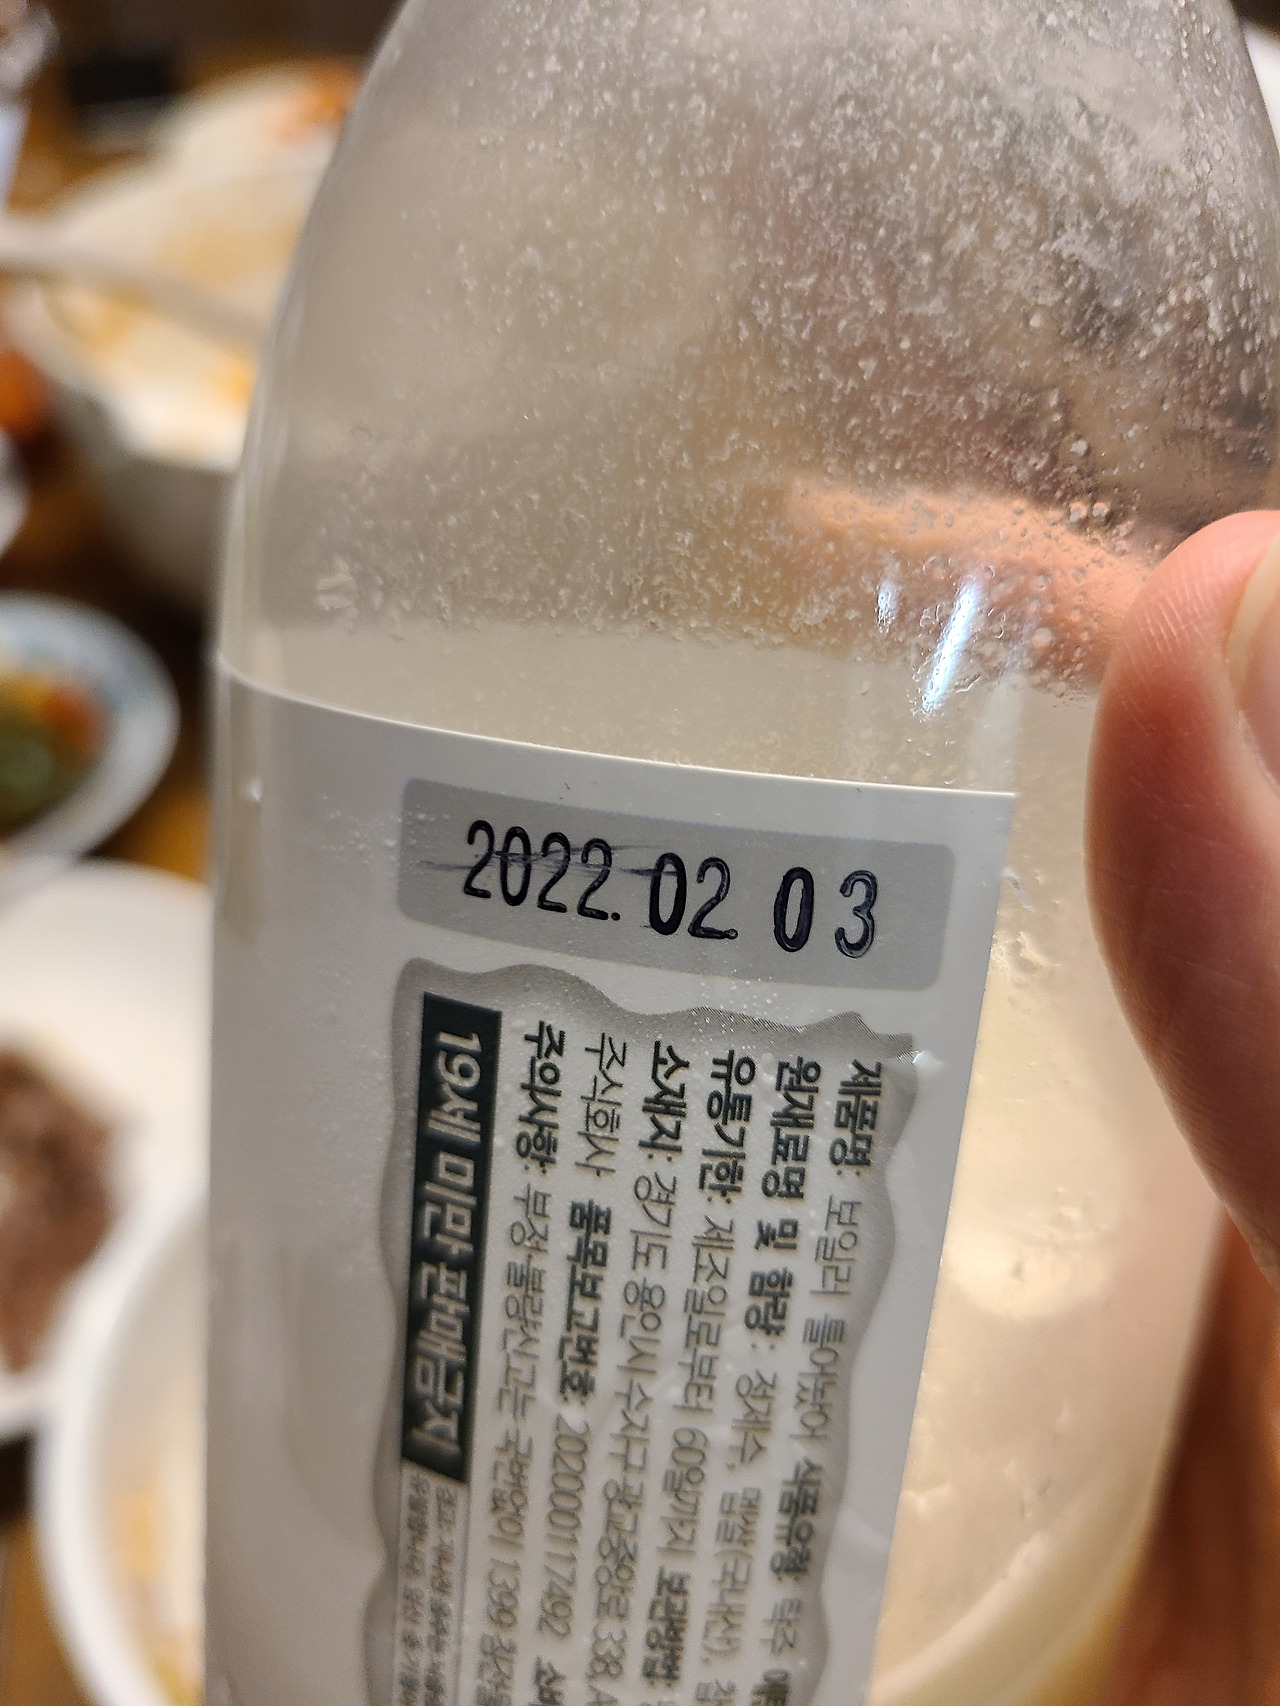 2022.02 03
제품명: 보일러 틀어놨어 식품유형: 탁주
원재료명 및 함량: 정제수, 멥쌀(국내산),
유통기한: 제조일로부터 60일까지 보관방법:
소재지: 경기도 용인시 수지구 광교중앙로 338, A
주식회사 품목보고번호: 20200017492
주의사항: 부정·불량신고는 국번없이 1399
19세 미만 판매금지